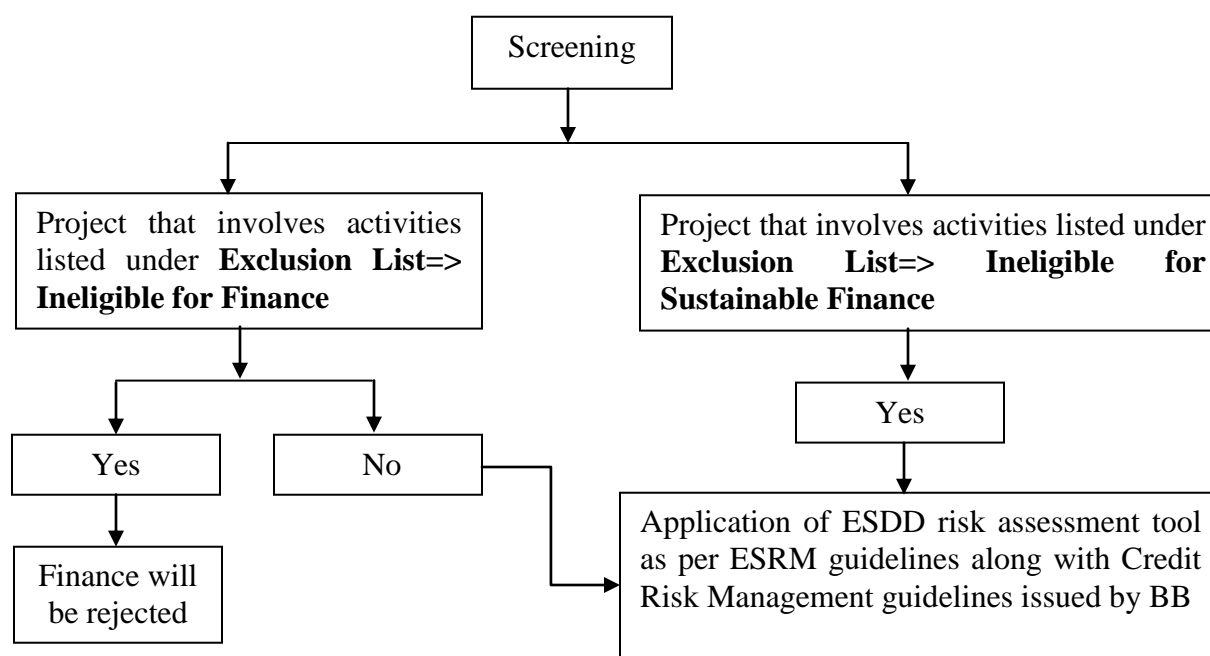 Screening
Project that involves activities
listed under Exclusion List=>
Ineligible for Finance
Project that involves activities listed under
Exclusion List=> Ineligible for
Sustainable Finance
Yes
No
Yes
Finance will
be rejected
Application of ESDD risk assessment tool
as per ESRM guidelines along with Credit
Risk Management guidelines issued by BB